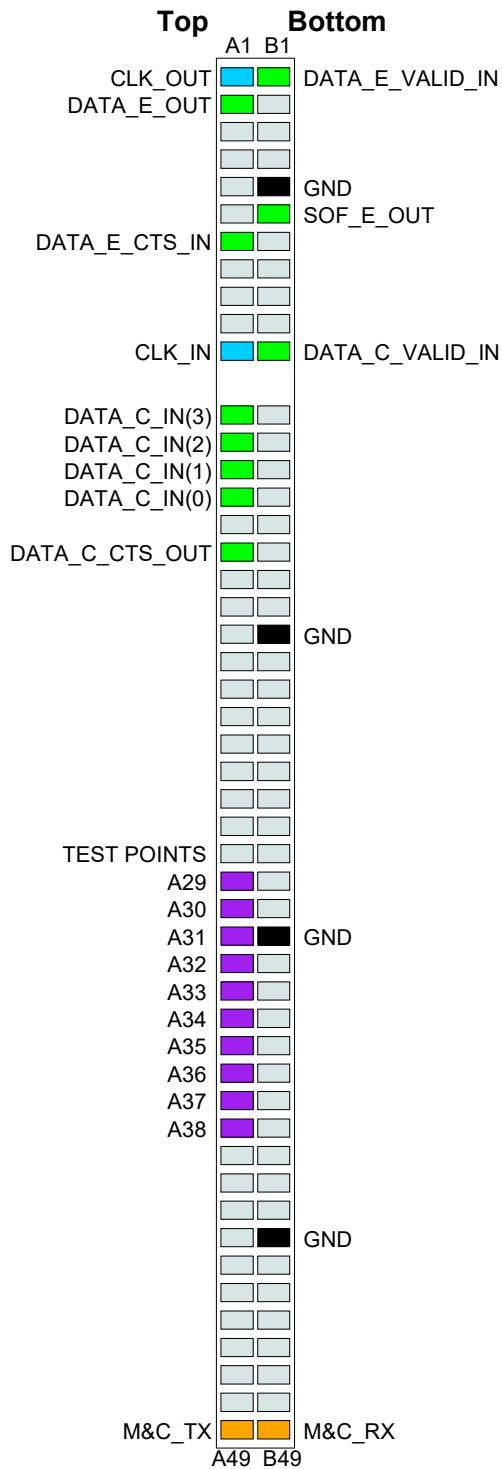 Top Bottom
A1 B1
CLK_OUT DATA_E_VALID_IN
DATA_E_OUT
GND
SOF_E_OUT
DATA_E_CTS_IN
CLK_IN DATA_C_VALID_IN
DATA_C_IN(3)
DATA_C_IN(2)
DATA_C_IN(1)
DATA_C_IN(0)
DATA_C_CTS_OUT
GND
TEST POINTS
A29
A30
A31 GND
A32
A33
A34
A35
A36
A37
A38
GND
M&C_TX M&C_RX
A49 B49